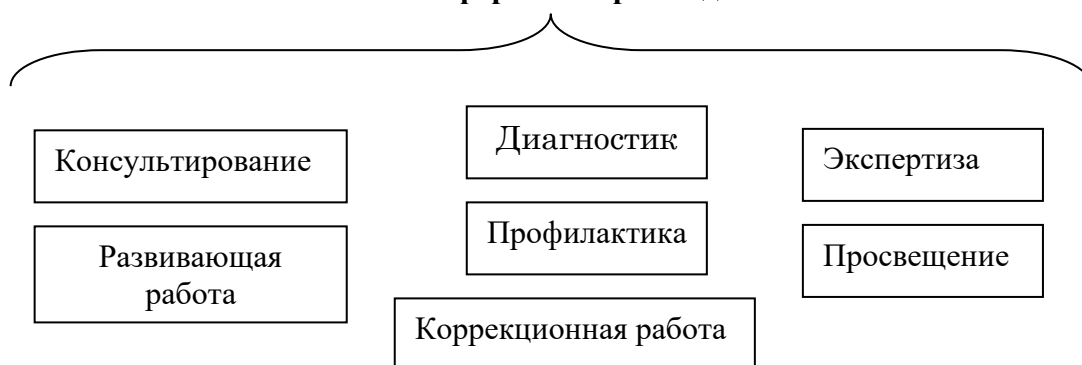 Консультирование
Развивающая
работа
Диагностик
Профилактика
Коррекционная работа
Экспертиза
Просвещение